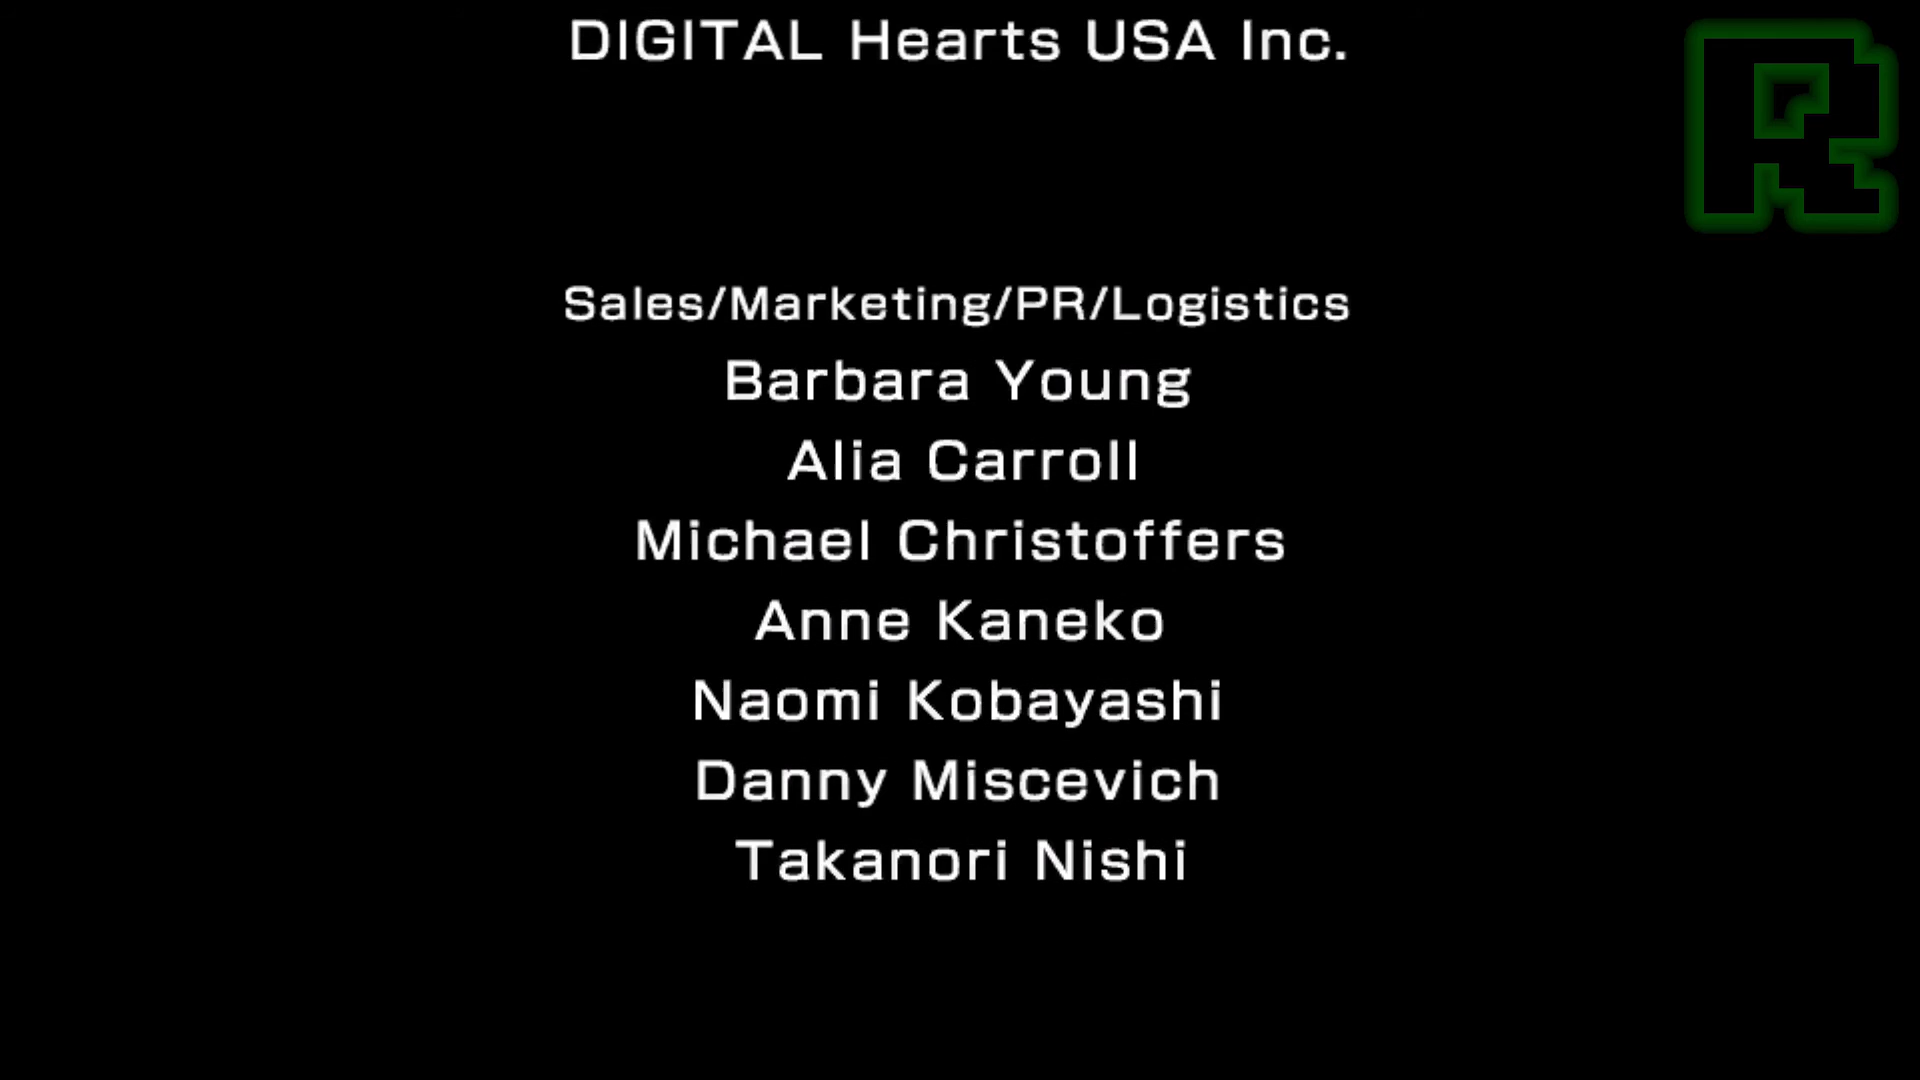 DIGITAL Hearts USA Inc.
R
Sales/Marketing/PR/Logistics
Barbara Young
Alia Carroll
Michael Christoffers
Anne Kaneko
Naomi Kobayashi
Danny Miscevich
Takanori Nishi